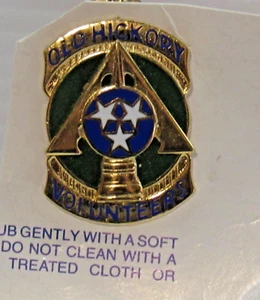 OLD HICKORY
VOLUNTEERS
UB GENTLY WITH A SOFT
DO NOT CLEAN WITH A
TREATED CLOTH OR